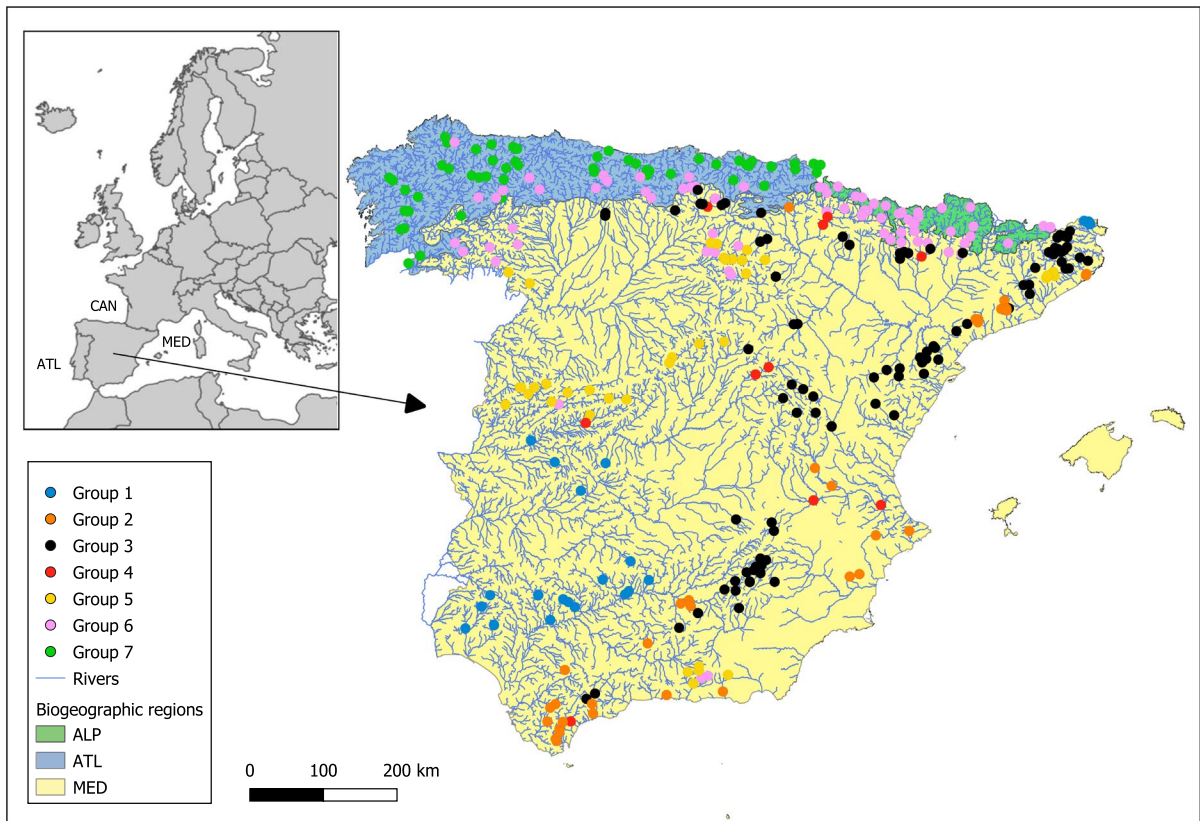 CAN
MED
ATL
Group 1
Group 2
Group 3
Group 4
Group 5
Group 6
Group 7
Rivers
Biogeographic regions
ALP
ATL
MED
0 100 200 km